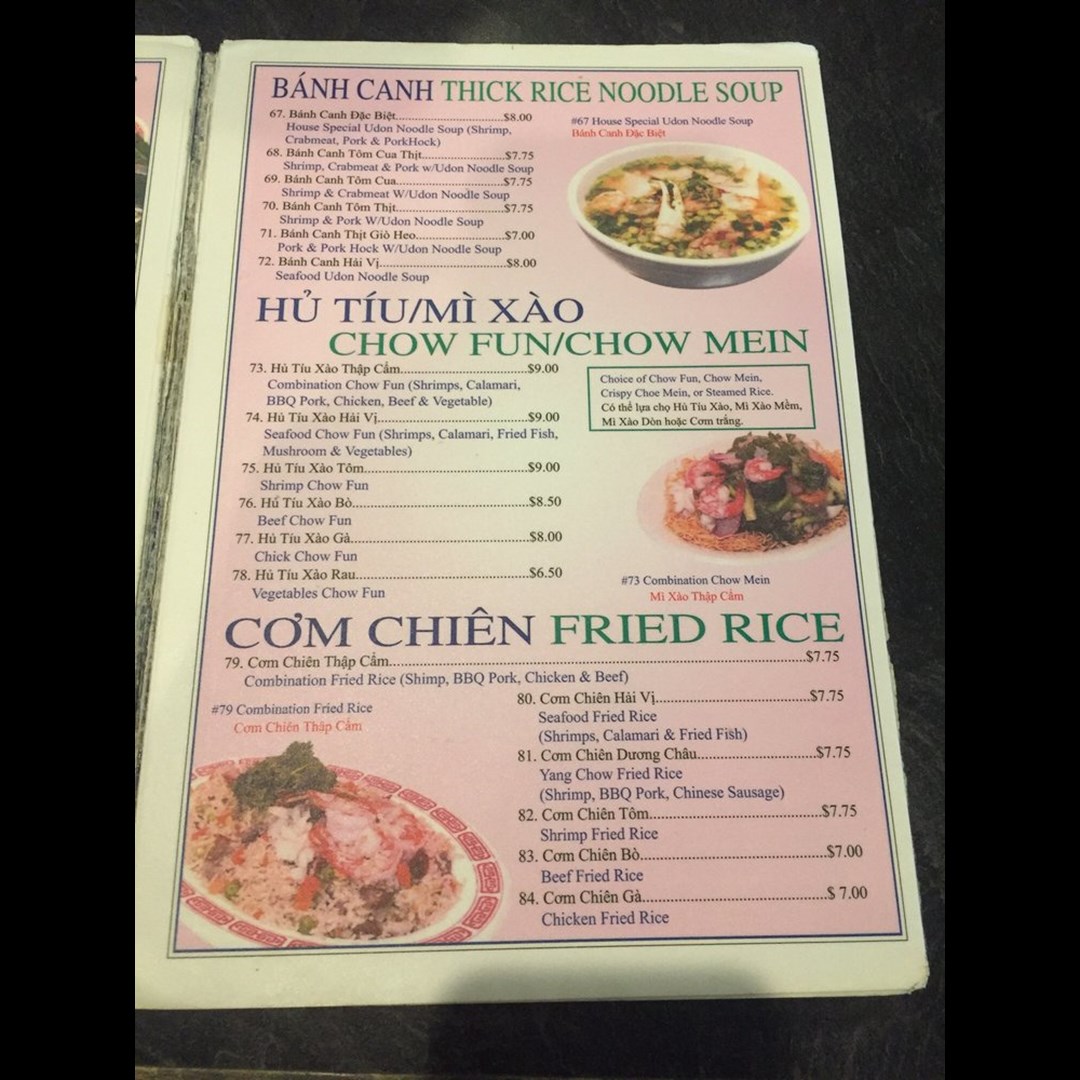 BÁNH CANH THICK RICE NOODLE SOUP
67. Bánh Canh Đặc Biệt..............................$8.00
House Special Udon Noodle Soup (Shrimp,
Crabmeat, Pork & PorkHock)
68. Bánh Canh Tôm Cua Thịt........................$7.75
Shrimp, Crabmeat & Pork w/Udon Noodle Soup
69. Bánh Canh Tôm Cua...............................$7.75
Shrimp & Crabmeat W/Udon Noodle Soup
70. Bánh Canh Tôm Thịt...............................$7.75
Shrimp & Pork W/Udon Noodle Soup
71. Bánh Canh Thịt Giò Heo.........................$7.00
Pork & Pork Hock W/Udon Noodle Soup
72. Bánh Canh Hải Vị....................................$8.00
Seafood Udon Noodle Soup
#67 House Special Udon Noodle Soup
Bánh Canh Đặc Biệt
HỦ TÍU/MÌ XÀO
CHOW FUN/CHOW MEIN
73. Hủ Tíu Xào Thập Cẩm...............................$9.00
Combination Chow Fun (Shrimps, Calamari,
BBQ Pork, Chicken, Beef & Vegetable)
74. Hủ Tíu Xào Hải Vị....................................$9.00
Seafood Chow Fun (Shrimps, Calamari, Fried Fish,
Mushroom & Vegetables)
75. Hủ Tíu Xào Tôm.......................................$9.00
Shrimp Chow Fun
76. Hủ Tíu Xào Bò..........................................$8.50
Beef Chow Fun
77. Hủ Tíu Xào Gà..........................................$8.00
Chick Chow Fun
78. Hủ Tíu Xào Rau.........................................$6.50
Vegetables Chow Fun
Choice of Chow Fun, Chow Mein,
Crispy Choe Mein, or Steamed Rice.
Có thể lựa chọ Hủ Tíu Xào, Mì Xào Mềm,
Mì Xào Dòn hoặc Cơm trắng.
#73 Combination Chow Mein
Mì Xào Thập Cẩm
CƠM CHIÊN FRIED RICE
79. Cơm Chiên Thập Cẩm....................................................................................................$7.75
Combination Fried Rice (Shimp, BBQ Pork, Chicken & Beef)
#79 Combination Fried Rice
Cơm Chiên Thập Cẩm
80. Cơm Chiên Hải Vị.....................................$7.75
Seafood Fried Rice
(Shrimps, Calamari & Fried Fish)
81. Cơm Chiên Dương Châu.............................$7.75
Yang Chow Fried Rice
(Shrimp, BBQ Pork, Chinese Sausage)
82. Cơm Chiên Tôm.........................................$7.75
Shrimp Fried Rice
83. Cơm Chiên Bò............................................$7.00
Beef Fried Rice
84. Cơm Chiên Gà............................................$ 7.00
Chicken Fried Rice